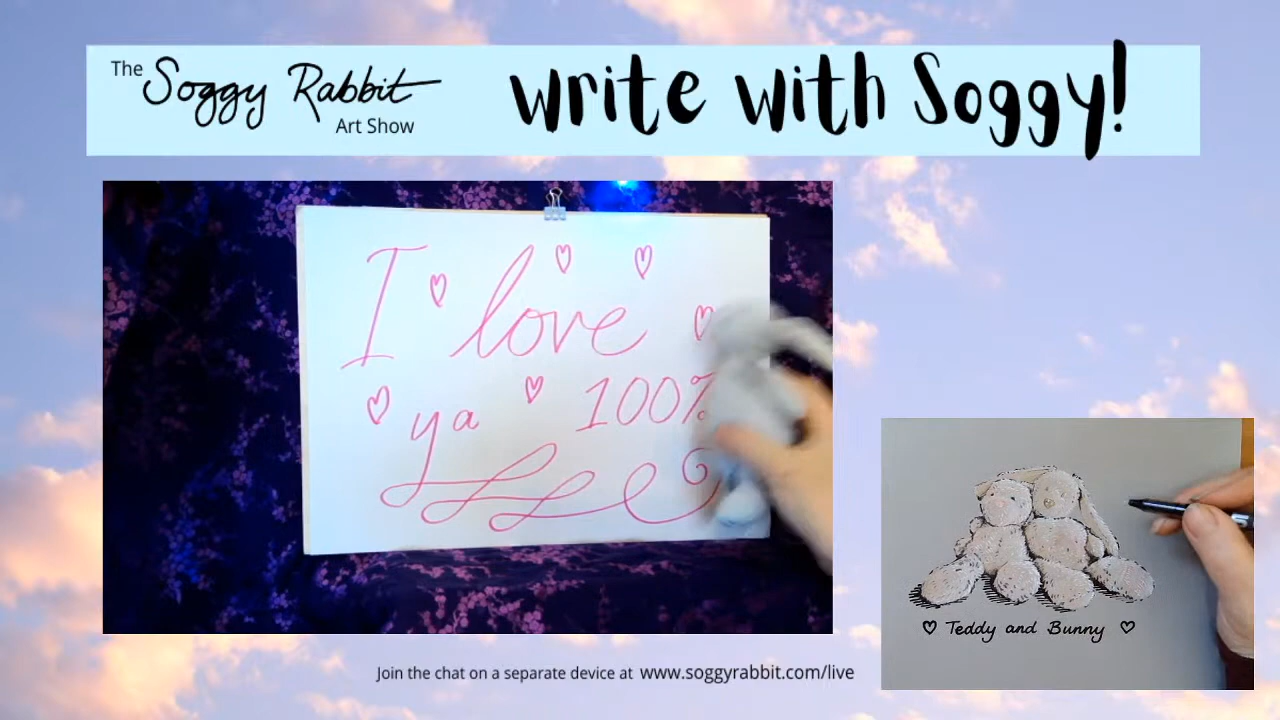 The Soggy Rabbit
Art Show
write with Soggy!
I love
ya 100%
Teddy and Bunny
Join the chat on a separate device at www.soggyrabbit.com/live